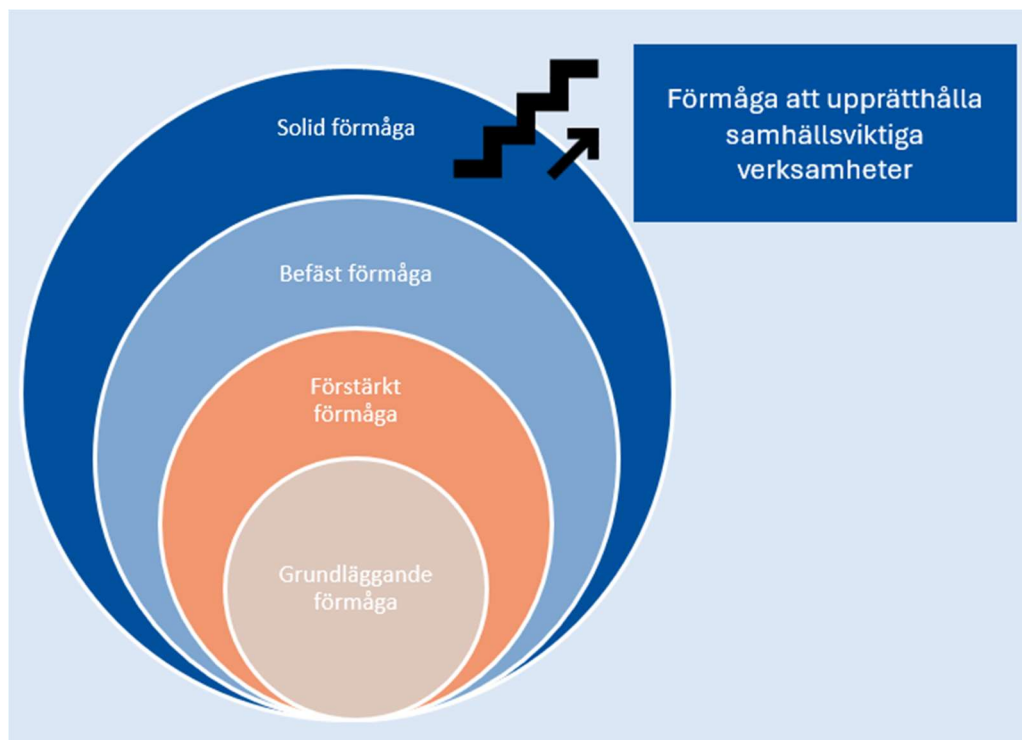 Solid förmåga
Förmåga att upprätthålla
samhällsviktiga
verksamheter
Befäst förmåga
Förstärkt
förmåga
Grundläggande
förmåga